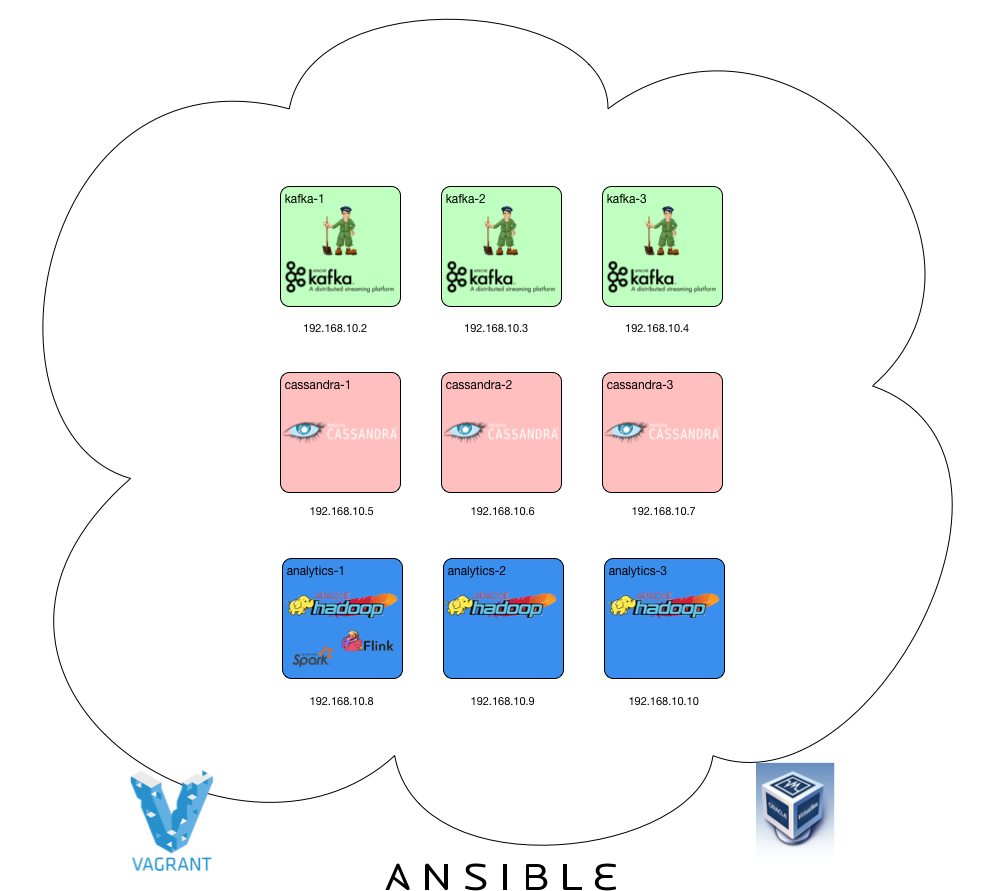 kafka-1
kafka-2
kafka-3
APACHE
kafka
A distributed streaming platform
APACHE
kafka
A distributed streaming platform
APACHE
kafka
A distributed streaming platform
192.168.10.2
192.168.10.3
192.168.10.4
cassandra-1
cassandra-2
cassandra-3
CASSANDRA
CASSANDRA
CASSANDRA
192.168.10.5
192.168.10.6
192.168.10.7
analytics-1
analytics-2
analytics-3
APACHE
hadoop
APACHE
hadoop
APACHE
hadoop
Flink
Spark
192.168.10.8
192.168.10.9
192.168.10.10
VAGRANT
ORACLE
VirtualBox
ANSIBLE